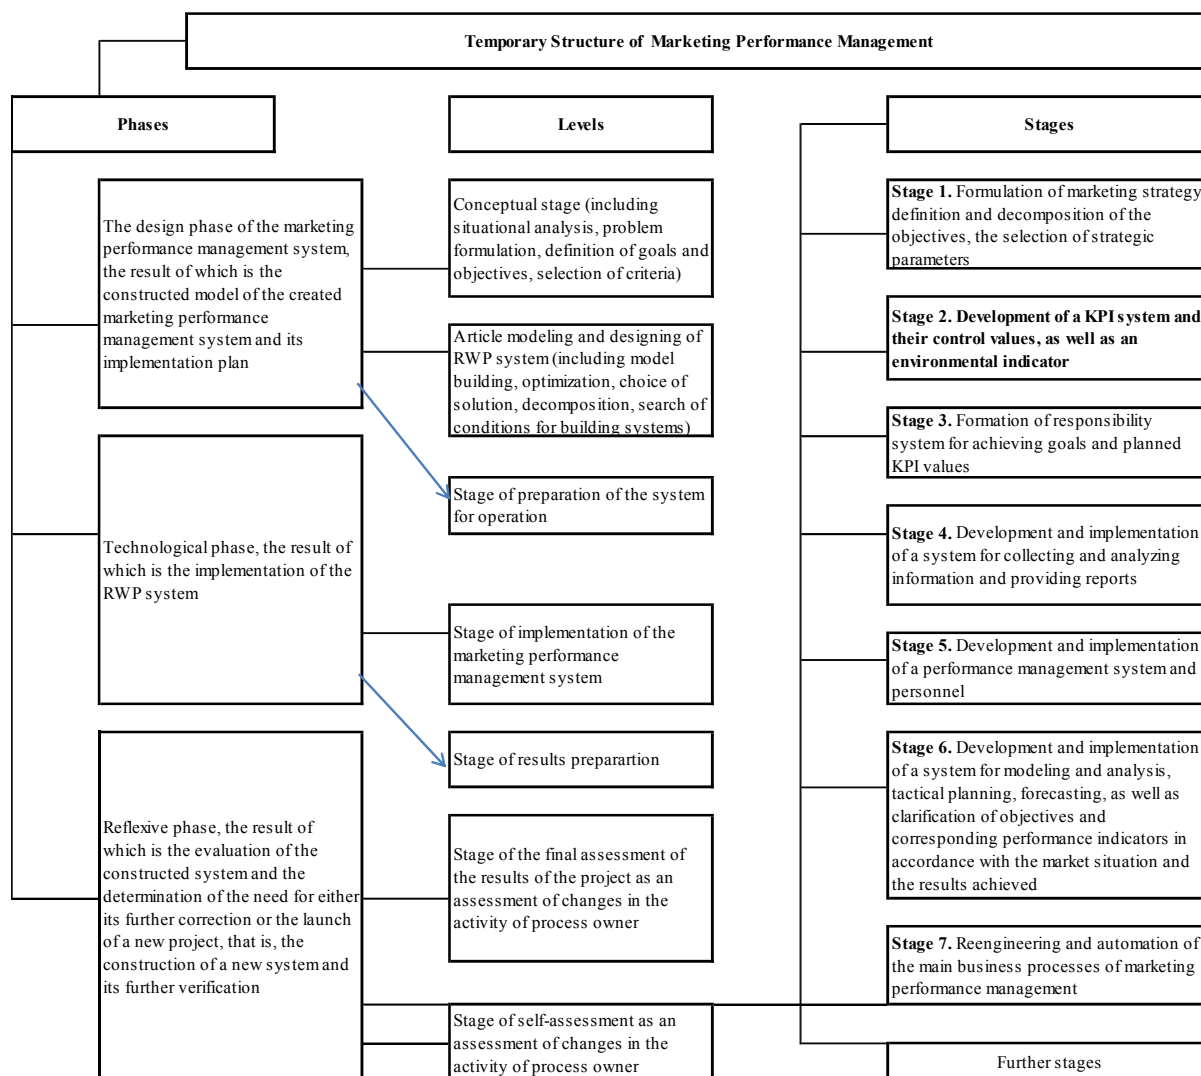 Temporary Structure of Marketing Performance Management
Phases
Levels
Stages
The design phase of the marketing
performance management system,
the result of which is the
constructed model of the created
marketing performance
management system and its
implementation plan
Technological phase, the result of
which is the implementation of the
RWP system
Reflexive phase, the result of
which is the evaluation of the
constructed system and the
determination of the need for either
its further correction or the launch
of a new project, that is, the
construction of a new system and
its further verification
Conceptual stage (including
situational analysis, problem
formulation, definition of goals and
objectives, selection of criteria)
Article modeling and designing of
RWP system (including model
building, optimization, choice of
solution, decomposition, search of
conditions for building systems)
Stage of preparation of the system
for operation
Stage of implementation of the
marketing performance
management system
Stage of results preparartion
Stage of the final assessment of
the results of the project as an
assessment of changes in the
activity of process owner
Stage of self-assessment as an
assessment of changes in the
activity of process owner
Stage 1. Formulation of marketing strategy
definition and decomposition of the
objectives, the selection of strategic
parameters
Stage 2. Development of a KPI system and
their control values, as well as an
environmental indicator
Stage 3. Formation of responsibility
system for achieving goals and planned
KPI values
Stage 4. Development and implementation
of a system for collecting and analyzing
information and providing reports
Stage 5. Development and implementation
of a performance management system and
personnel
Stage 6. Development and implementation
of a system for modeling and analysis,
tactical planning, forecasting, as well as
clarification of objectives and
corresponding performance indicators in
accordance with the market situation and
the results achieved
Stage 7. Reengineering and automation of
the main business processes of marketing
performance management
Further stages